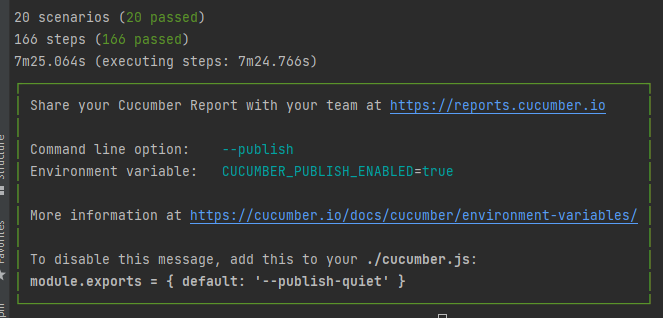 20 scenarios (20 passed)
166 steps (166 passed)
7m25.064s (executing steps: 7m24.766s)
Share your Cucumber Report with your team at https://reports.cucumber.io
Command line option: --publish
Environment variable: CUCUMBER_PUBLISH_ENABLED=true
More information at https://cucumber.io/docs/cucumber/environment-variables/
To disable this message, add this to your ./cucumber.js:
module.exports = { default: '--publish-quiet' }
Structure
Favorites